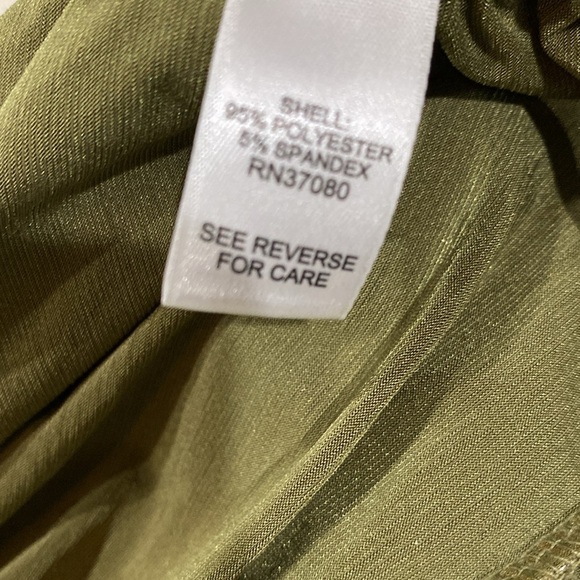 SHELL:
95% POLYESTER
5% SPANDEX
RN37080
SEE REVERSE
FOR CARE